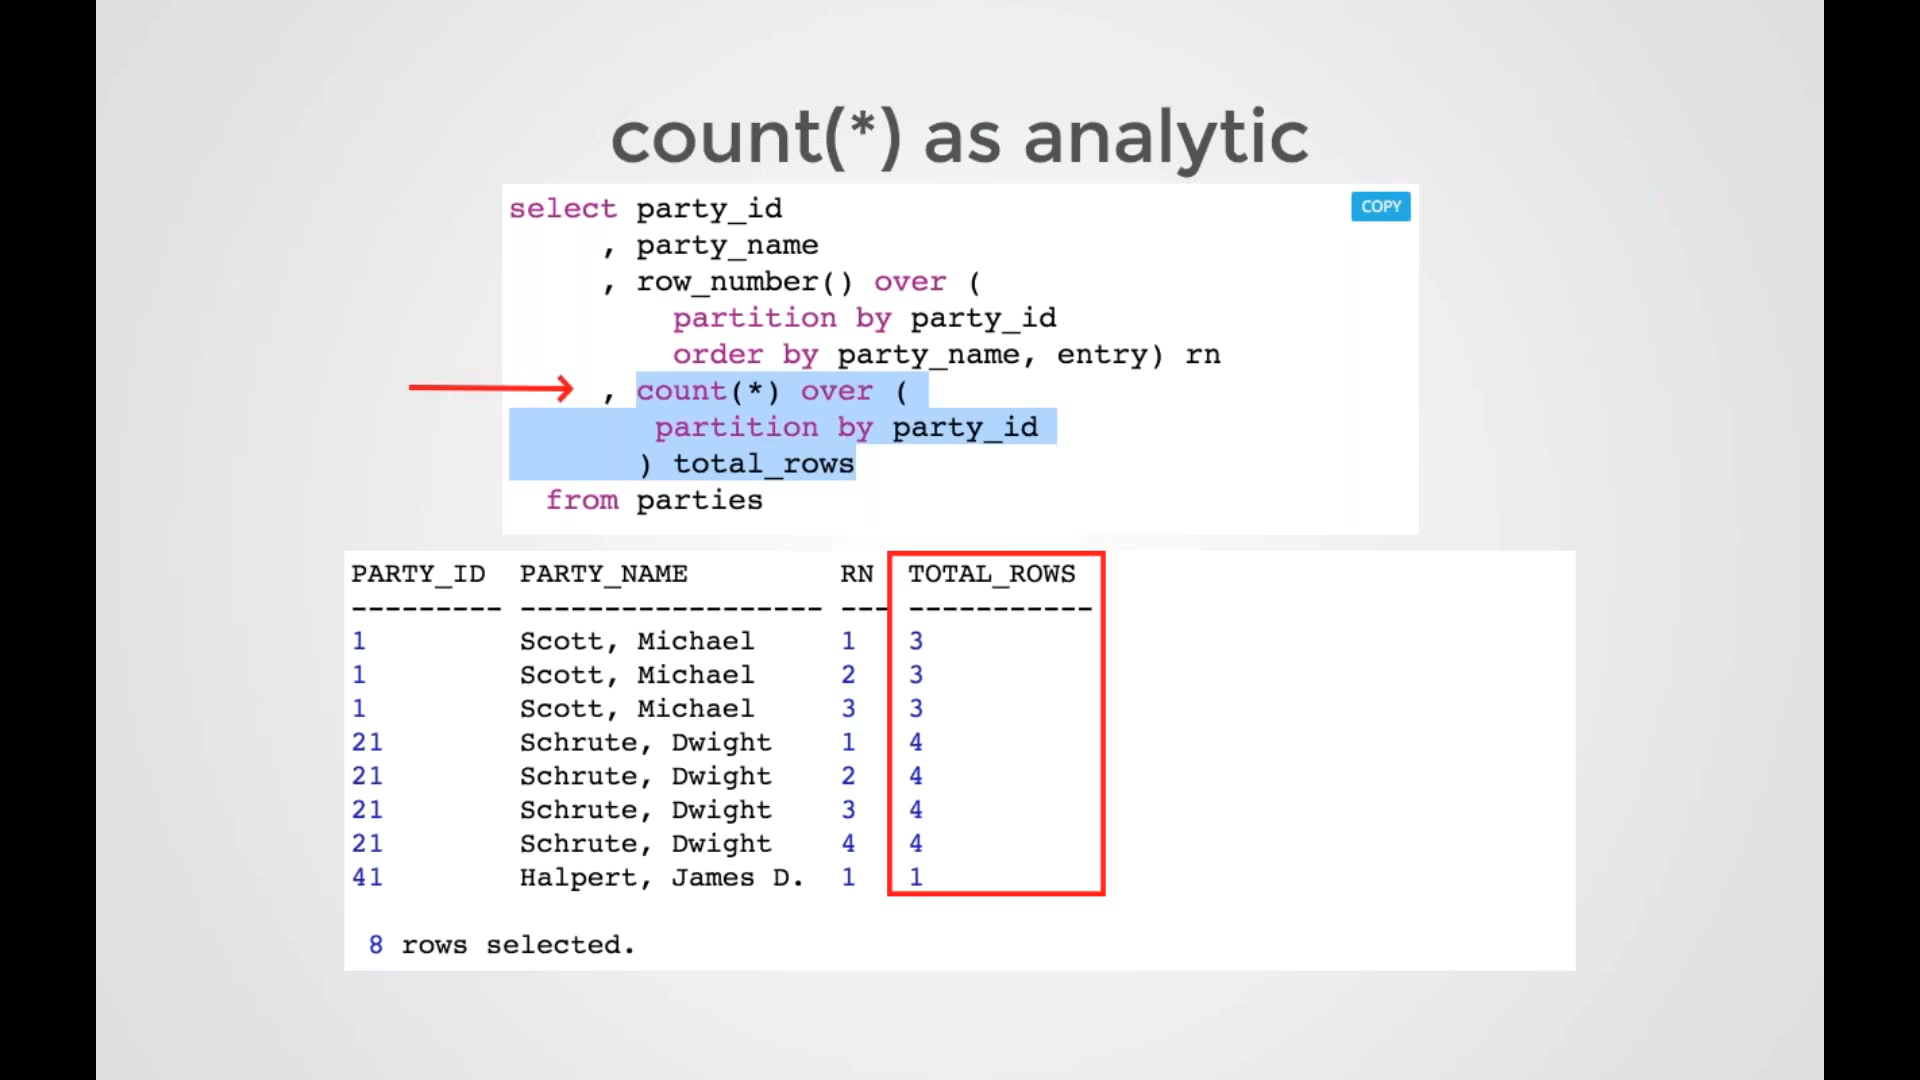 count(*) as analytic
select party_id
COPY
, party_name
, row_number() over (
partition by party_id
order by party_name, entry) rn
, count(*) over (
partition by party_id
) total_rows
from parties
PARTY_ID PARTY_NAME RN TOTAL_ROWS
--------- ------------------ --- -----------
1 Scott, Michael 1 3
1 Scott, Michael 2 3
1 Scott, Michael 3 3
21 Schrute, Dwight 1 4
21 Schrute, Dwight 2 4
21 Schrute, Dwight 3 4
21 Schrute, Dwight 4 4
41 Halpert, James D. 1 1
8 rows selected.